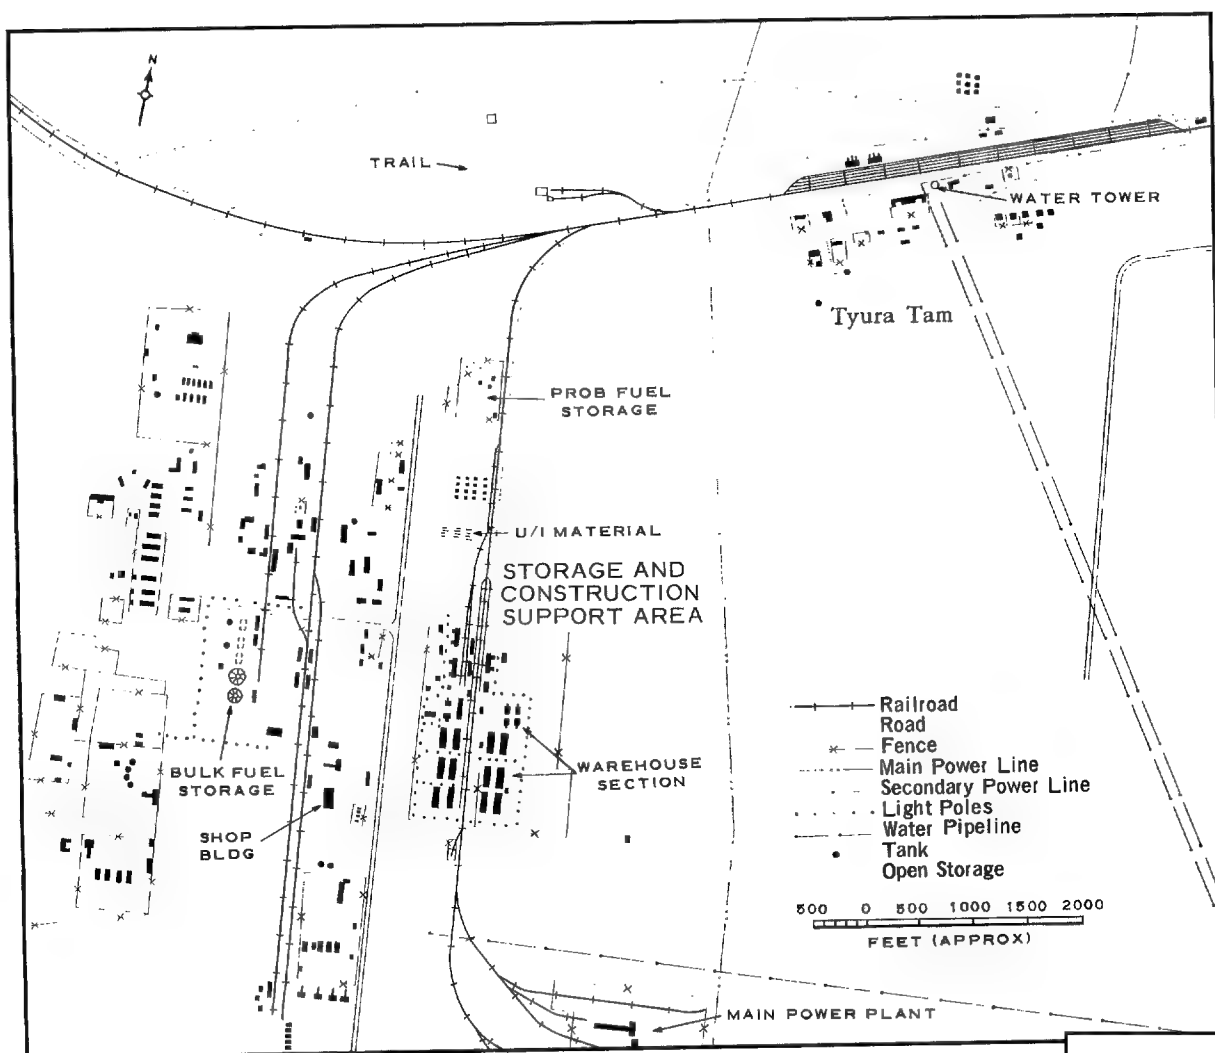 N
TRAIL
WATER TOWER
Tyura Tam
PROB FUEL
STORAGE
U/I MATERIAL
STORAGE AND
CONSTRUCTION
SUPPORT AREA
WAREHOUSE
SECTION
BULK FUEL
STORAGE
SHOP
BLDG
MAIN POWER PLANT
Railroad
Road
Fence
Main Power Line
Secondary Power Line
Light Poles
Water Pipeline
Tank
Open Storage
500 0 500 1000 1500 2000
FEET (APPROX)